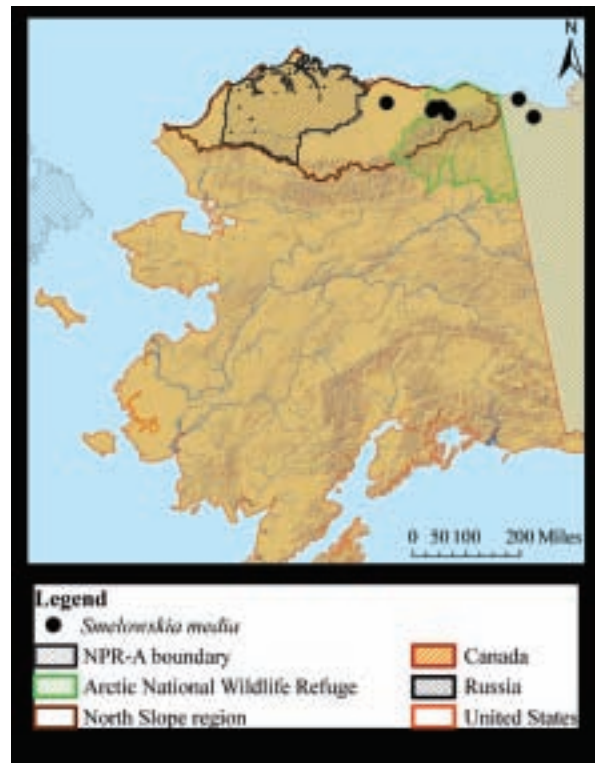 N
0 50 100 200 Miles
Legend
Smelowskia media
NPR-A boundary
Arctic National Wildlife Refuge
North Slope region
Canada
Russia
United States